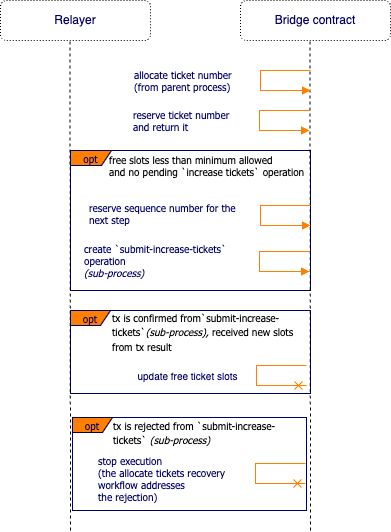 Relayer
Bridge contract
allocate ticket number
(from parent process)
reserve ticket number
and return it
opt
free slots less than minimum allowed
and no pending `increase tickets` operation
reserve sequence number for the
next step
create `submit-increase-tickets`
operation
(sub-process)
opt
tx is confirmed from`submit-increase-
tickets` (sub-process), received new slots
from tx result
update free ticket slots
opt
tx is rejected from `submit-increase-
tickets` (sub-process)
stop execution
(the allocate tickets recovery
workflow addresses
the rejection)